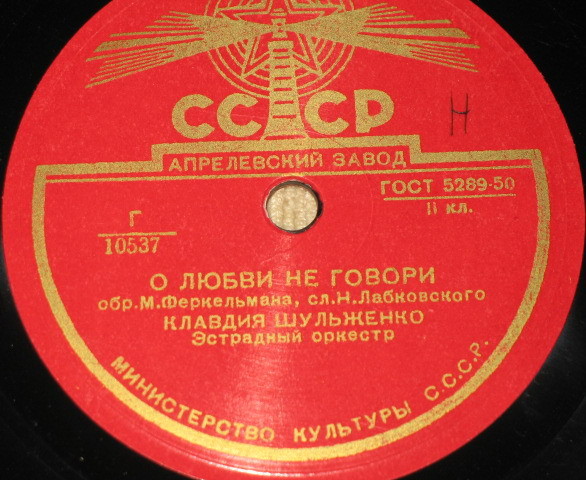 СССР
Н
АПРЕЛЕВСКИЙ ЗАВОД
ГОСТ 5289-50
II кл.
Г
10537
О ЛЮБВИ НЕ ГОВОРИ
обр.М.Феркельмана, сл.Н.Лабковского
КЛАВДИЯ ШУЛЬЖЕНКО
Эстрадный оркестр
МИНИСТЕРСТВО КУЛЬТУРЫ С.С.С.Р.